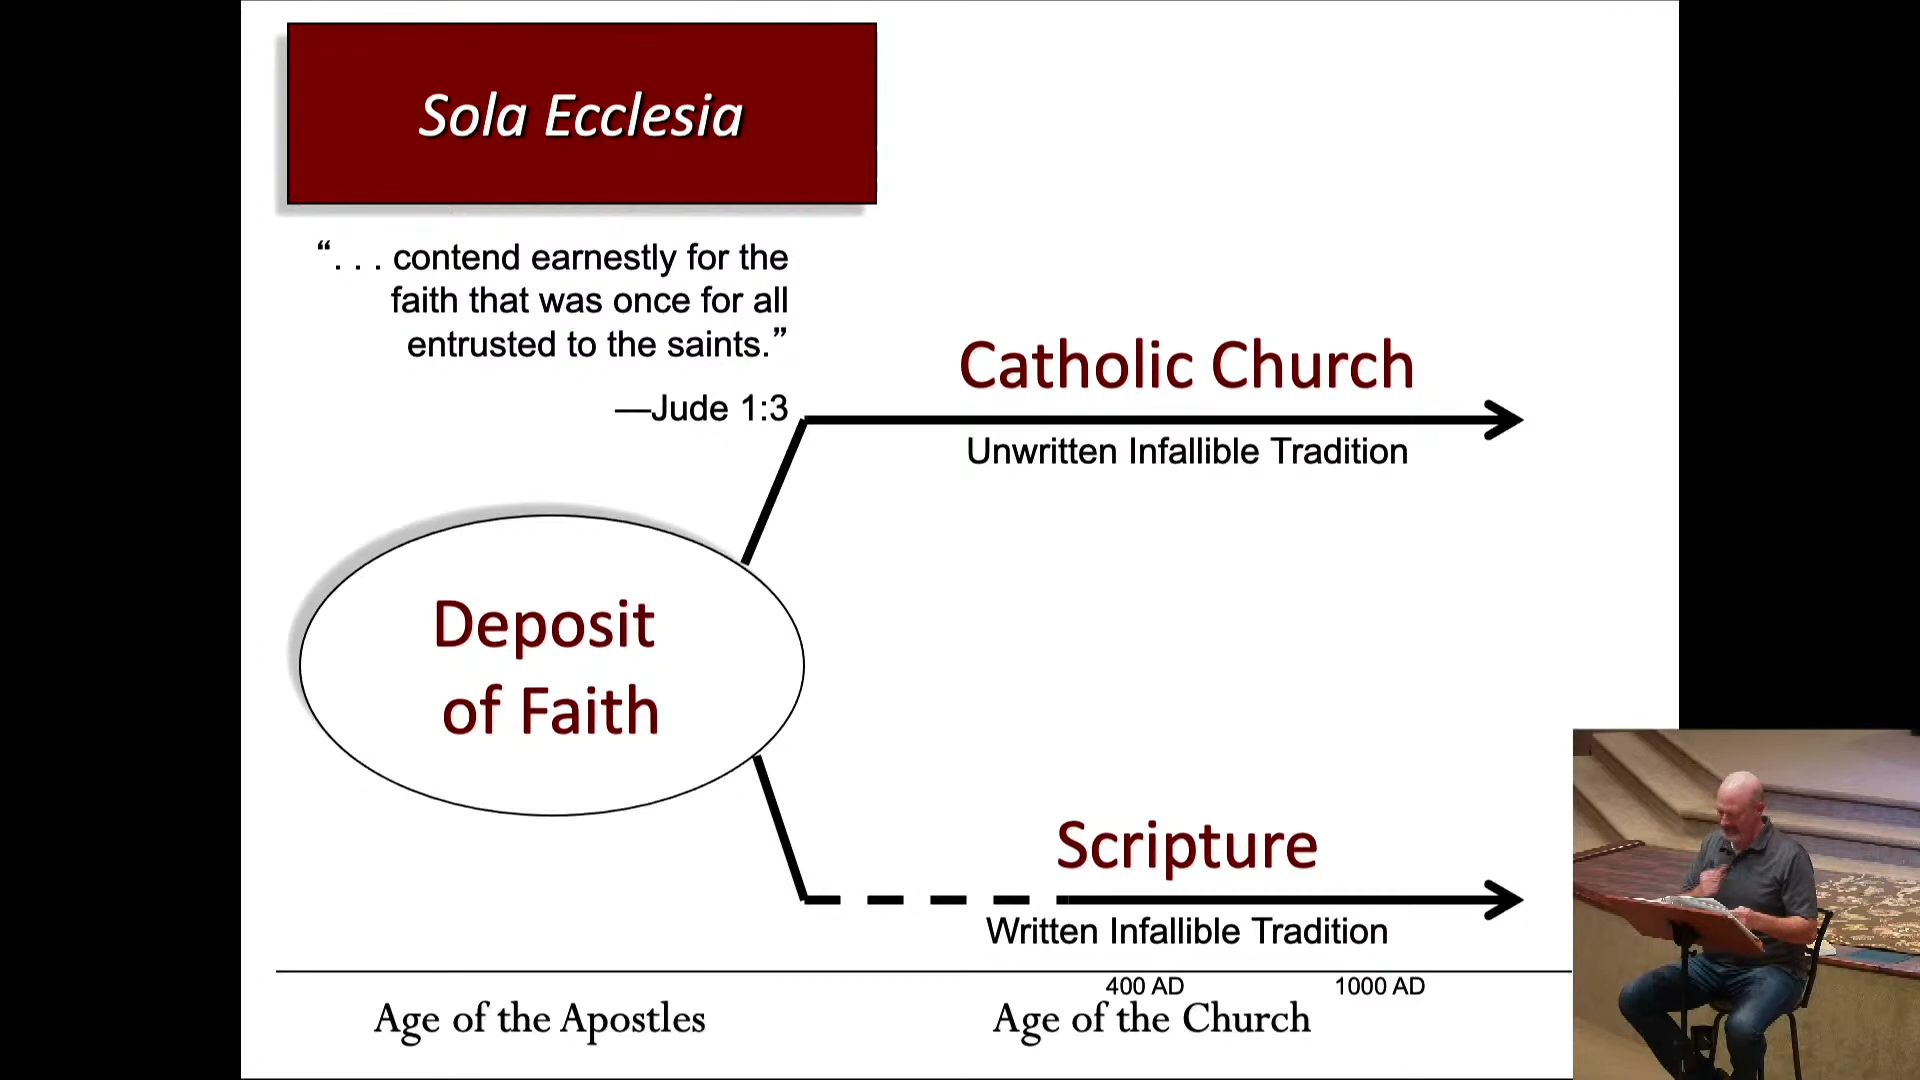 Sola Ecclesia
“. . . contend earnestly for the
faith that was once for all
entrusted to the saints.”
—Jude 1:3
Catholic Church
Unwritten Infallible Tradition
Deposit
of Faith
Scripture
Written Infallible Tradition
400 AD
1000 AD
Age of the Apostles
Age of the Church